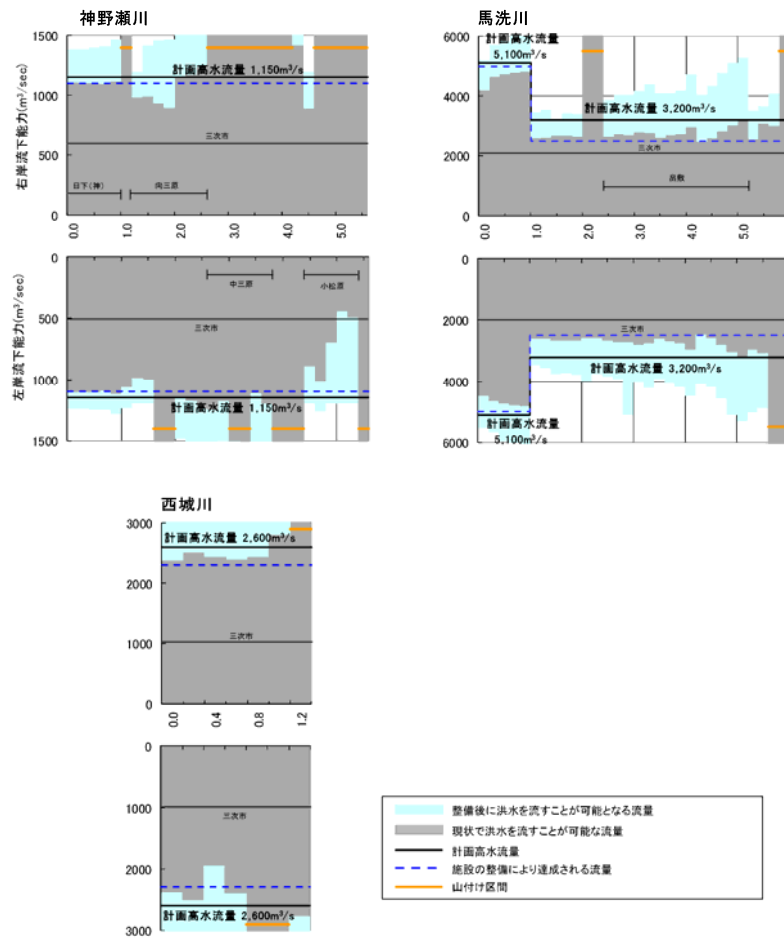 神野瀬川
右岸流下能力(m³/sec)
1500
1000
500
0
計画高水流量 1,150m³/s
三次市
日下(神)
向三原
0.0
1.0
2.0
3.0
4.0
5.0
左岸流下能力(m³/sec)
0
500
1000
1500
中三原
小松原
三次市
計画高水流量 1,150m³/s
馬洗川
6000
4000
2000
0
計画高水流量
5,100m³/s
計画高水流量 3,200m³/s
三次市
0.0
1.0
2.0
3.0
4.0
5.0
0
2000
4000
6000
三次市
計画高水流量 3,200m³/s
計画高水流量
5,100m³/s
西城川
3000
2000
1000
0
計画高水流量 2,600m³/s
三次市
0.0
0.4
0.8
1.2
0
1000
2000
3000
三次市
計画高水流量 2,600m³/s
整備後に洪水を流すことが可能となる流量
現状で洪水を流すことが可能な流量
計画高水流量
施設の整備により達成される流量
山付け区間